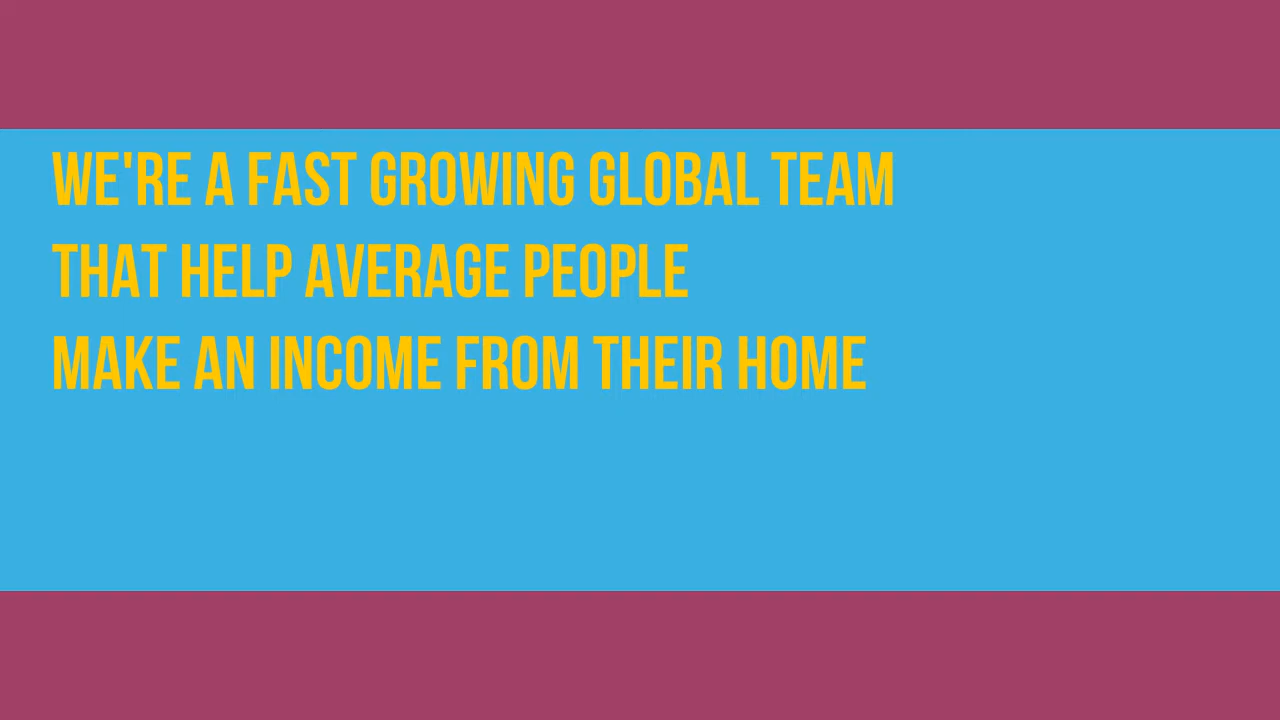 WE'RE A FAST GROWING GLOBAL TEAM
THAT HELP AVERAGE PEOPLE
MAKE AN INCOME FROM THEIR HOME